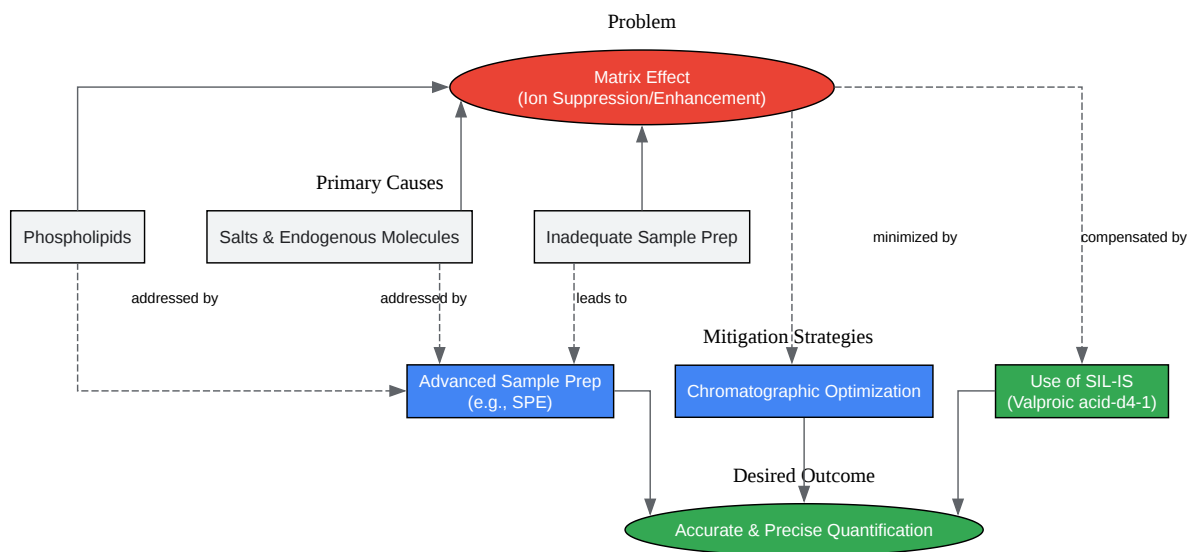 Problem
Matrix Effect
(Ion Suppression/Enhancement)
Primary Causes
Phospholipids
Salts & Endogenous Molecules
Inadequate Sample Prep
minimized by
compensated by
addressed by
addressed by
leads to
Mitigation Strategies
Advanced Sample Prep
(e.g., SPE)
Chromatographic Optimization
Use of SIL-IS
(Valproic acid-d4-1)
Desired Outcome
Accurate & Precise Quantification